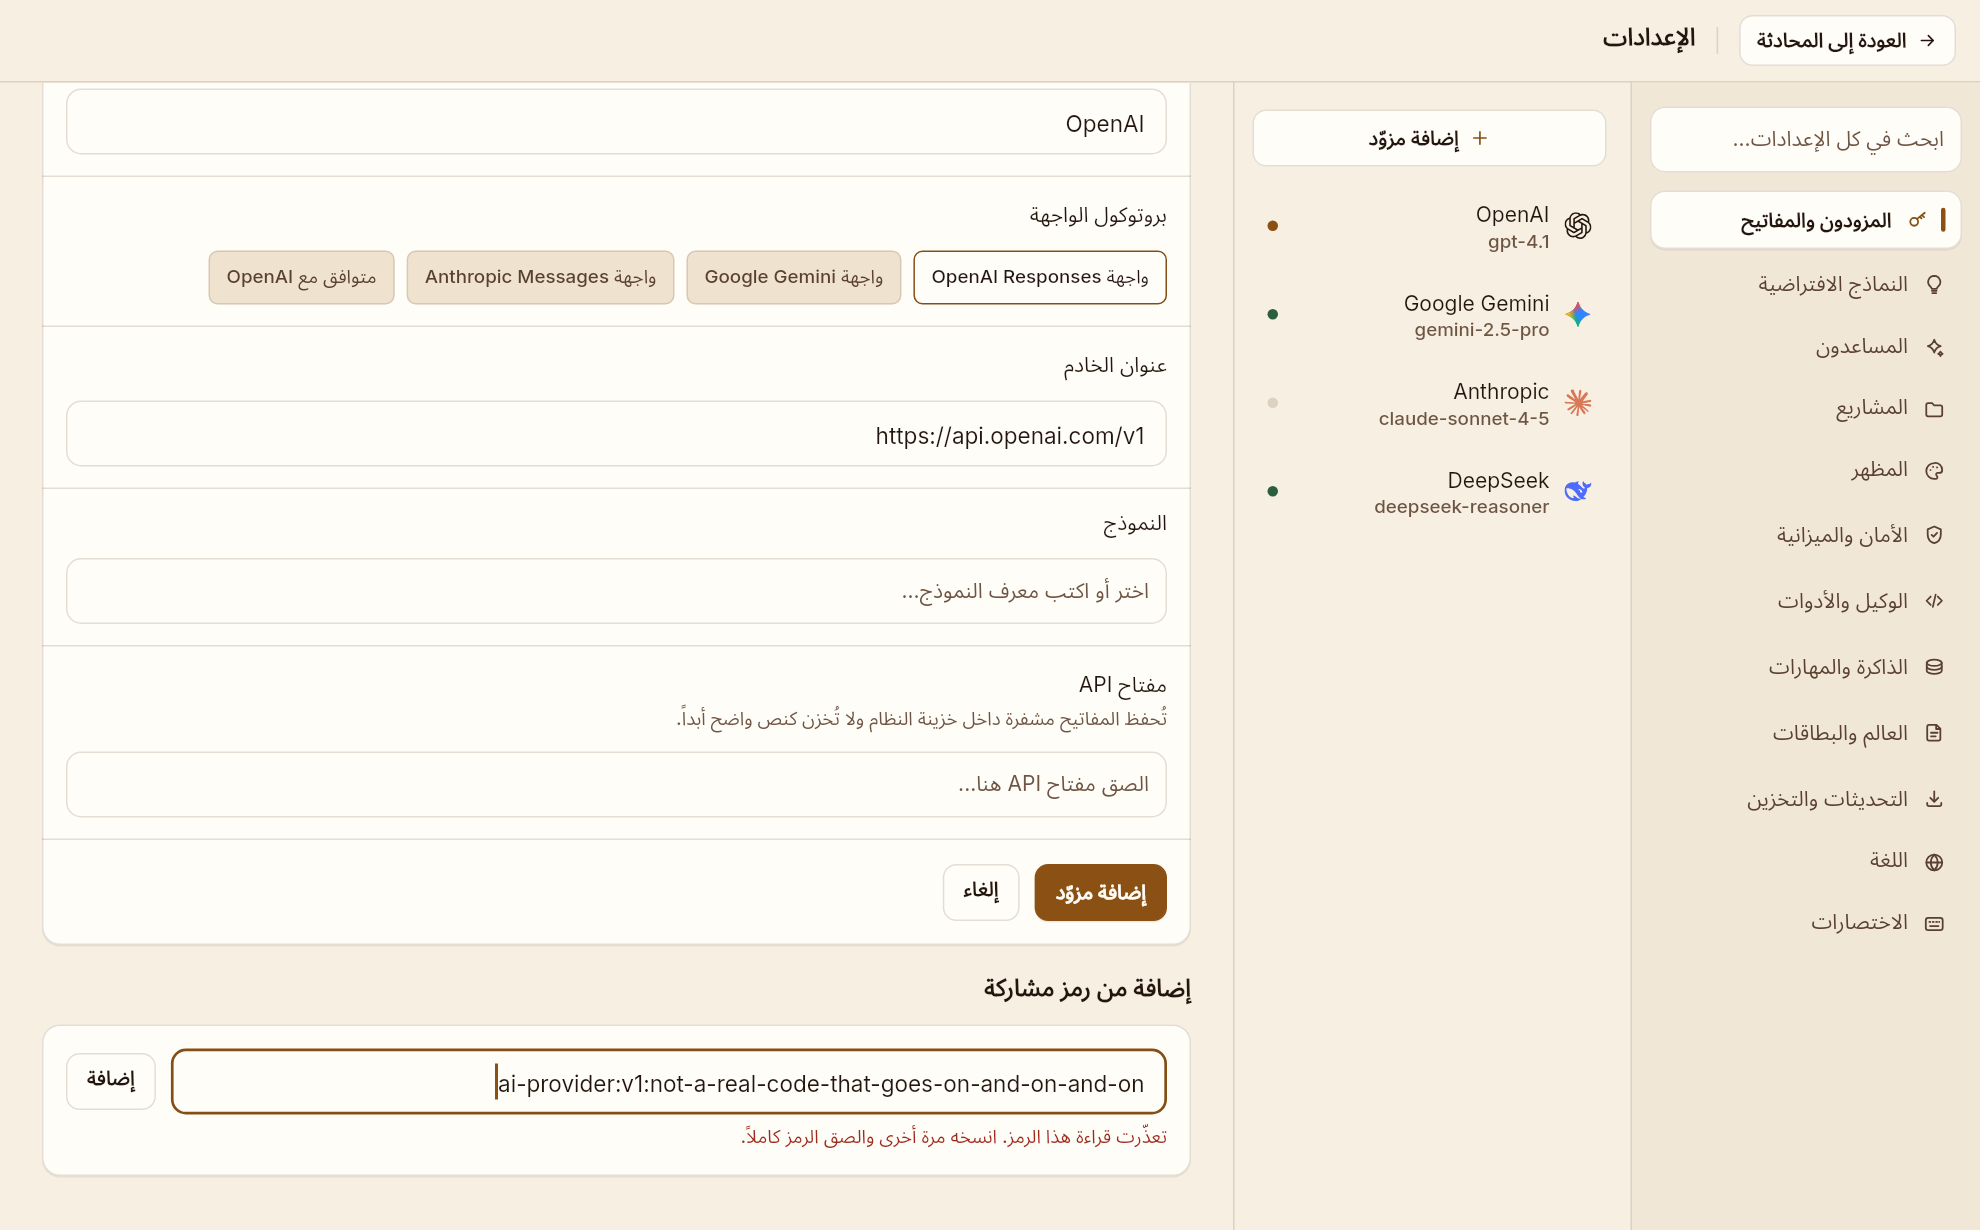 العودة إلى المحادثة
الإعدادات
ابحث في كل الإعدادات...
المزودون والمفاتيح
النماذج الافتراضية
المساعدون
المشاريع
المظهر
الأمان والميزانية
الوكيل والأدوات
الذاكرة والمهارات
العالم والبطاقات
التحديثات والتخزين
اللغة
الاختصارات
إضافة مزوّد
OpenAI
gpt-4.1
Google Gemini
gemini-2.5-pro
Anthropic
claude-sonnet-4-5
DeepSeek
deepseek-reasoner
OpenAI
بروتوكول الواجهة
واجهة OpenAI Responses
واجهة Google Gemini
واجهة Anthropic Messages
متوافق مع OpenAI
عنوان الخادم
https://api.openai.com/v1
النموذج
اختر أو اكتب معرف النموذج...
مفتاح API
تُحفظ المفاتيح مشفرة داخل خزينة النظام ولا تُخزن كنص واضح أبداً.
الصق مفتاح API هنا...
إضافة مزوّد
إلغاء
إضافة من رمز مشاركة
ai-provider:v1:not-a-real-code-that-goes-on-and-on-and-on
إضافة
تعذّرت قراءة هذا الرمز. انسخه مرة أخرى والصق الرمز كاملاً.